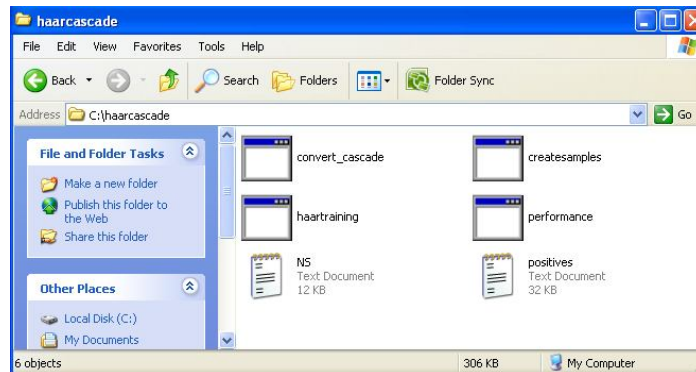 haarcascade
File Edit View Favorites Tools Help
Back Search Folders Folder Sync
Address C:\haarcascade Go
File and Folder Tasks
Make a new folder
Publish this folder to
the Web
Share this folder
Other Places
Local Disk (C:)
My Documents
convert_cascade
createsamples
haartraining
performance
NS
Text Document
12 KB
positives
Text Document
32 KB
6 objects 306 KB My Computer